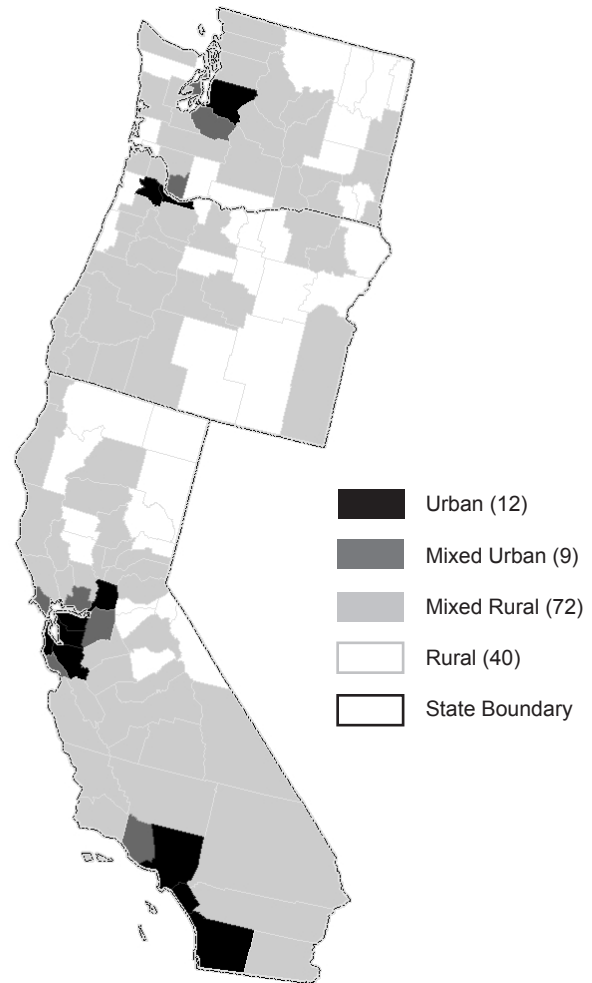 Urban (12)
Mixed Urban (9)
Mixed Rural (72)
Rural (40)
State Boundary